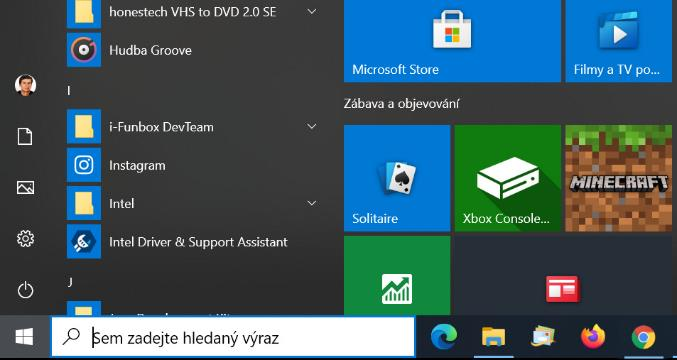 honestech VHS to DVD 2.0 SE
Hudba Groove
I
i-Funbox DevTeam
Instagram
Intel
Intel Driver & Support Assistant
J
Microsoft Store
Filmy a TV po...
Zábava a objevování
Solitaire
Xbox Console...
MINECRAFT
Sem zadejte hledaný výraz